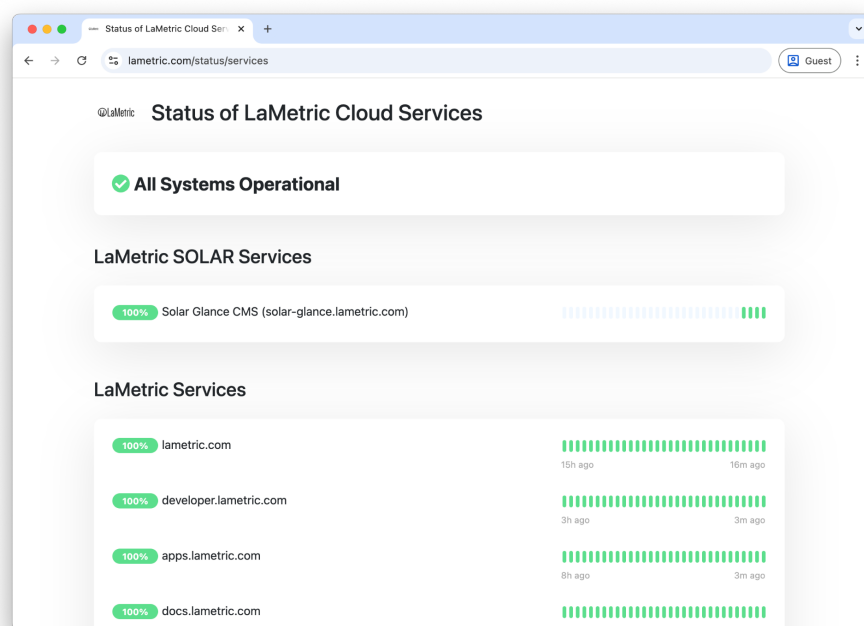 Status of LaMetric Cloud Serv
lametric.com/status/services
Guest
LaMetric
Status of LaMetric Cloud Services
All Systems Operational
LaMetric SOLAR Services
100% Solar Glance CMS (solar-glance.lametric.com)
LaMetric Services
100% lametric.com
15h ago 16m ago
100% developer.lametric.com
3h ago 3m ago
100% apps.lametric.com
8h ago 3m ago
100% docs.lametric.com